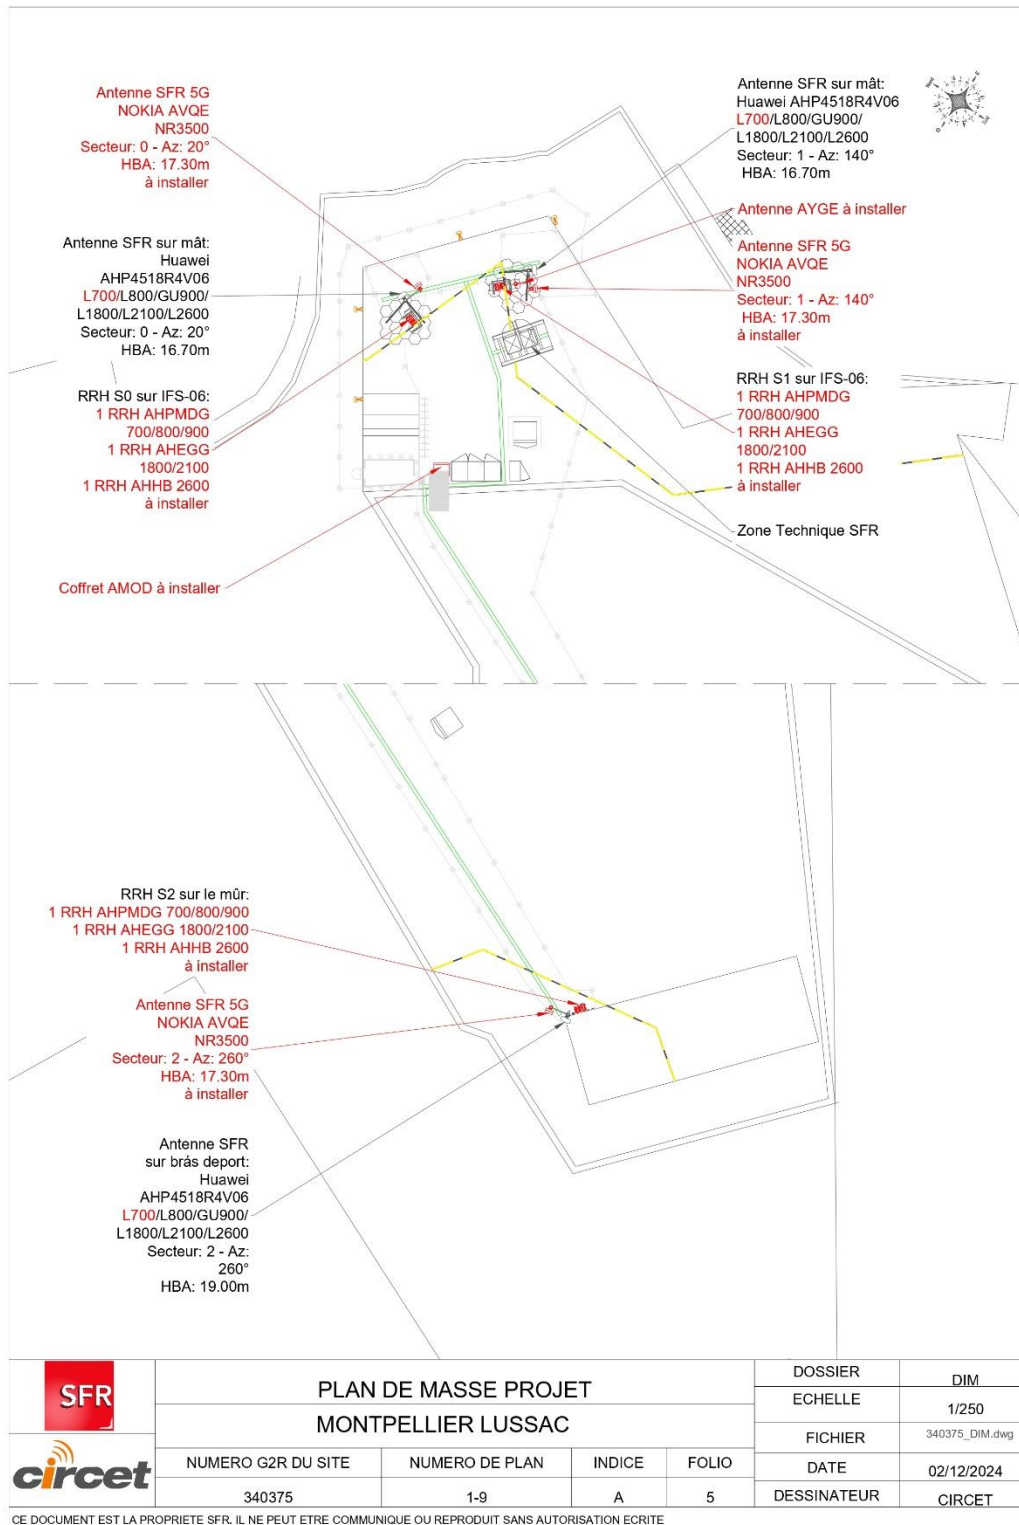 Antenne SFR 5G
NOKIA AVQE
NR3500
Secteur: 0 - Az: 20°
HBA: 17.30m
à installer
Antenne SFR sur mât:
Huawei
AHP4518R4V06
L700/L800/GU900/
L1800/L2100/L2600
Secteur: 0 - Az: 20°
HBA: 16.70m
RRH S0 sur IFS-06:
1 RRH AHPMDG
700/800/900
1 RRH AHEGG
1800/2100
1 RRH AHHB 2600
à installer
Coffret AMOD à installer
Antenne SFR sur mât:
Huawei AHP4518R4V06
L700/L800/GU900/
L1800/L2100/L2600
Secteur: 1 - Az: 140°
HBA: 16.70m
Antenne AYGE à installer
Antenne SFR 5G
NOKIA AVQE
NR3500
Secteur: 1 - Az: 140°
HBA: 17.30m
à installer
RRH S1 sur IFS-06:
1 RRH AHPMDG
700/800/900
1 RRH AHEGG
1800/2100
1 RRH AHHB 2600
à installer
Zone Technique SFR
RRH S2 sur le mûr:
1 RRH AHPMDG 700/800/900
1 RRH AHEGG 1800/2100
1 RRH AHHB 2600
à installer
Antenne SFR 5G
NOKIA AVQE
NR3500
Secteur: 2 - Az: 260°
HBA: 17.30m
à installer
Antenne SFR
sur brás deport:
Huawei
AHP4518R4V06
L700/L800/GU900/
L1800/L2100/L2600
Secteur: 2 - Az:
260°
HBA: 19.00m
SFR
circet
PLAN DE MASSE PROJET
MONTPELLIER LUSSAC
NUMERO G2R DU SITE
NUMERO DE PLAN
INDICE
FOLIO
340375
1-9
A
5
DOSSIER
DIM
ECHELLE
1/250
FICHIER
340375_DIM.dwg
DATE
02/12/2024
DESSINATEUR
CIRCET
CE DOCUMENT EST LA PROPRIETE SFR. IL NE PEUT ETRE COMMUNIQUE OU REPRODUIT SANS AUTORISATION ECRITE